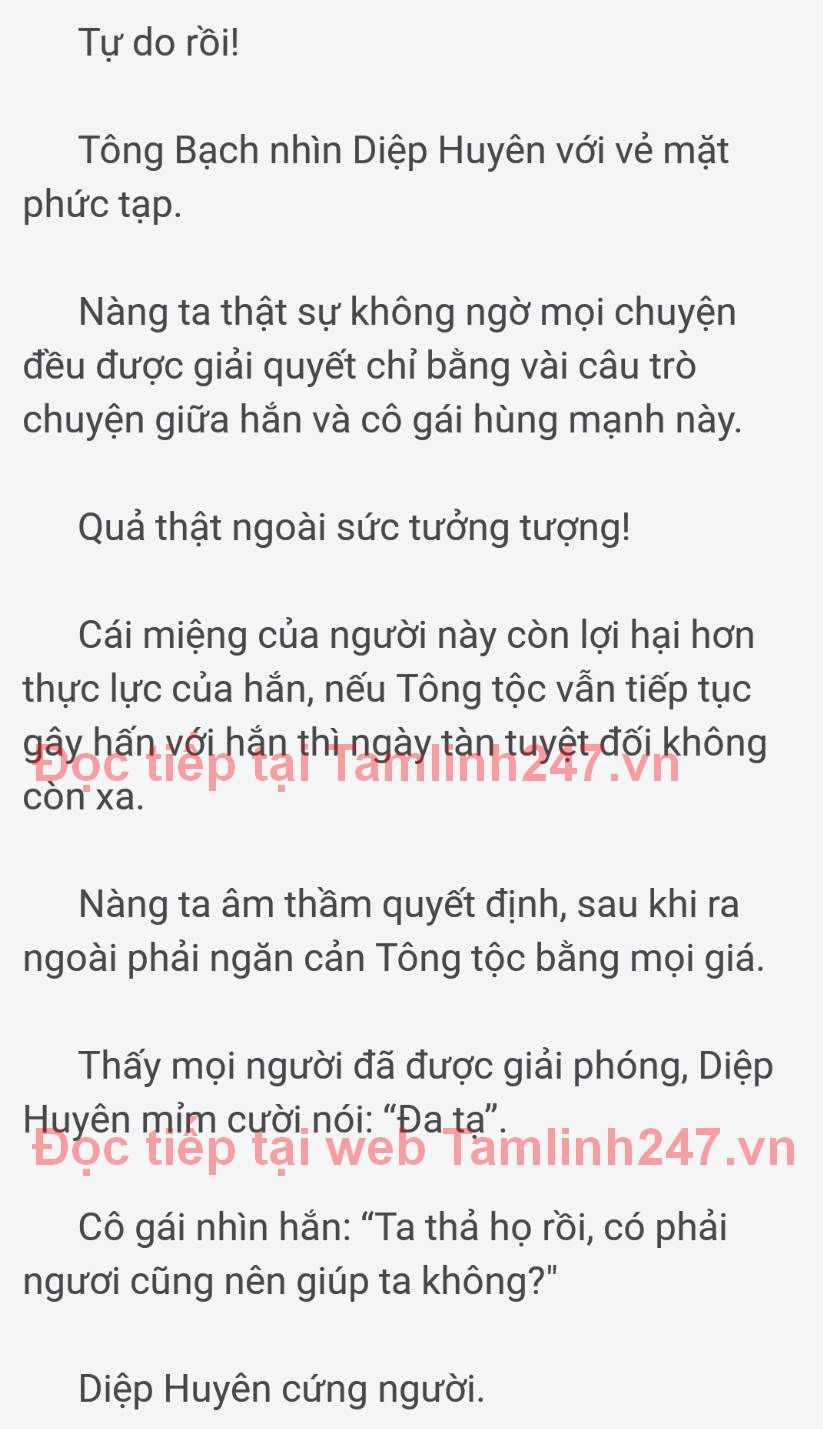 Tự do rồi!
Tông Bạch nhìn Diệp Huyên với vẻ mặt
phức tạp.
Nàng ta thật sự không ngờ mọi chuyện
đều được giải quyết chỉ bằng vài câu trò
chuyện giữa hắn và cô gái hùng mạnh này.
Quả thật ngoài sức tưởng tượng!
Cái miệng của người này còn lợi hại hơn
thực lực của hắn, nếu Tông tộc vẫn tiếp tục
gây hấn với hắn thì ngày tàn tuyệt đối không
Đọc tiếp tại Tamlinh247.vn
còn xa.
Nàng ta âm thầm quyết định, sau khi ra
ngoài phải ngăn cản Tông tộc bằng mọi giá.
Thấy mọi người đã được giải phóng, Diệp
Huyên mỉm cười nói: “Đa tạ”.
Đọc tiếp tại web Tamlinh247.vn
Cô gái nhìn hắn: “Ta thả họ rồi, có phải
ngươi cũng nên giúp ta không?"
Diệp Huyên cứng người.